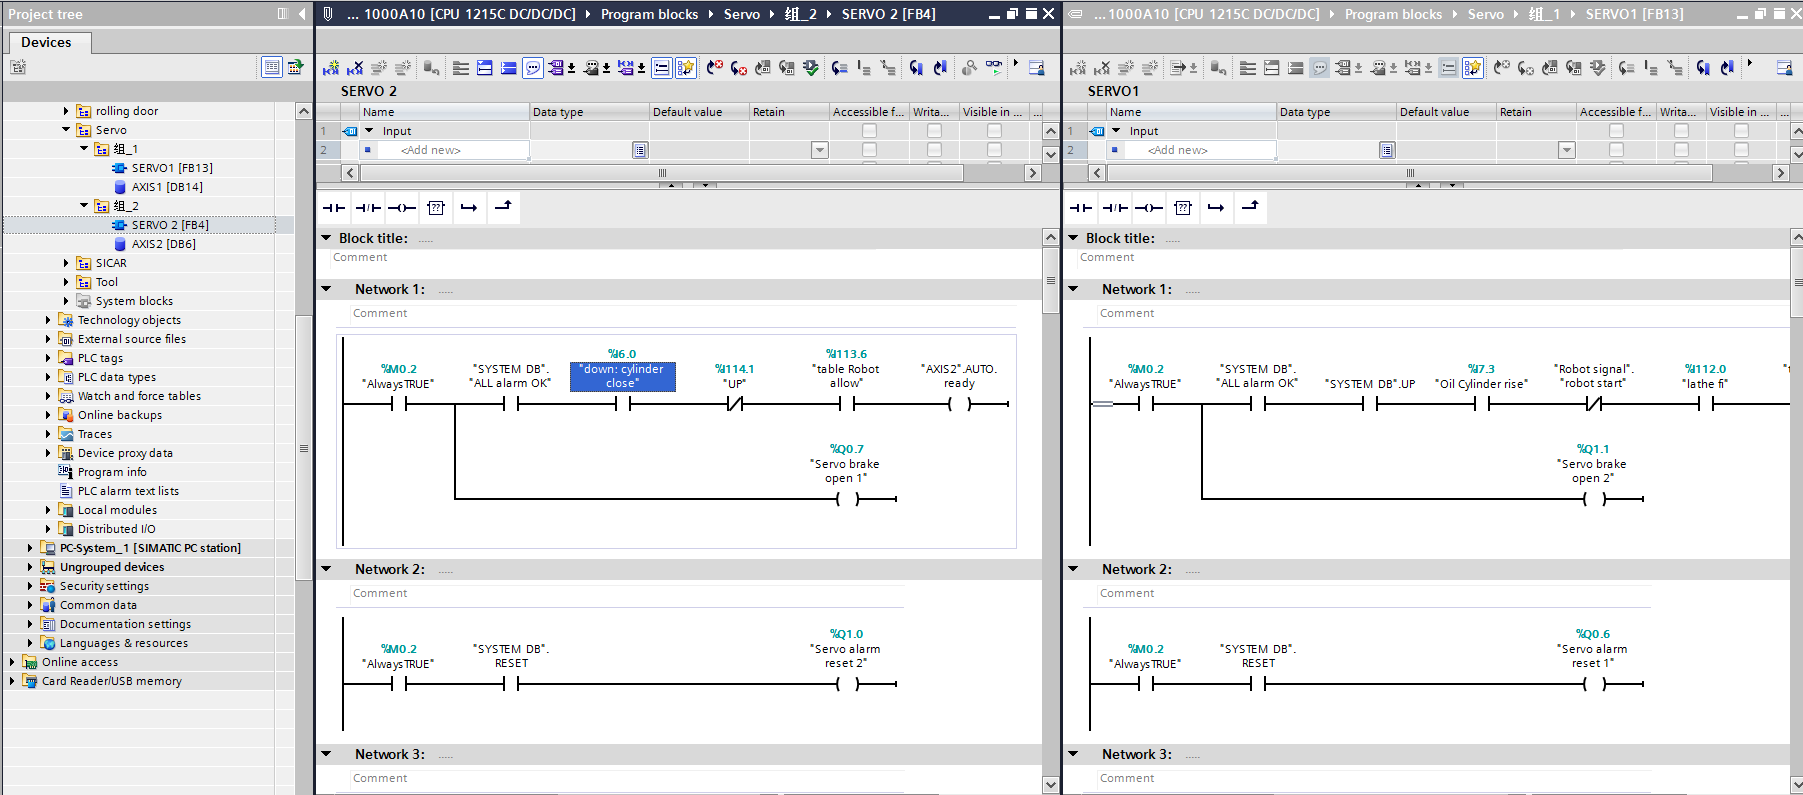 Project tree
Devices
rolling door
Servo
组_1
SERVO1 [FB13]
AXIS1 [DB14]
组_2
SERVO 2 [FB4]
AXIS2 [DB6]
SICAR
Tool
System blocks
Technology objects
External source files
PLC tags
PLC data types
Watch and force tables
Online backups
Traces
Device proxy data
Program info
PLC alarm text lists
Local modules
Distributed I/O
PC-System_1 [SIMATIC PC station]
Ungrouped devices
Security settings
Common data
Documentation settings
Languages & resources
Online access
Card Reader/USB memory
... 1000A10 [CPU 1215C DC/DC/DC] Program blocks Servo 组_2 SERVO 2 [FB4]
SERVO 2
Name Data type Default value Retain Accessible f... Writa... Visible in ... ...
1 Input
2 <Add new>
Block title: .....
Comment
Network 1: .....
Comment
%M0.2
"AlwaysTRUE"
"SYSTEM DB".
"ALL alarm OK"
%I6.0
"down: cylinder
close"
%I114.1
"UP"
%I113.6
"table Robot
allow"
"AXIS2".AUTO.
ready
%Q0.7
"Servo brake
open 1"
Network 2: .....
Comment
%M0.2
"AlwaysTRUE"
"SYSTEM DB".
RESET
%Q1.0
"Servo alarm
reset 2"
Network 3: .....
Comment
... 1000A10 [CPU 1215C DC/DC/DC] Program blocks Servo 组_1 SERVO1 [FB13]
SERVO1
Name Data type Default value Retain Accessible f... Writa... Visible in ... ...
1 Input
2 <Add new>
Block title: .....
Comment
Network 1: .....
Comment
%M0.2
"AlwaysTRUE"
"SYSTEM DB".
"ALL alarm OK"
"SYSTEM DB".UP
%I7.3
"Oil Cylinder rise"
"Robot signal".
"robot start"
%I112.0
"lathe fi"
%Q1.1
"Servo brake
open 2"
Network 2: .....
Comment
%M0.2
"AlwaysTRUE"
"SYSTEM DB".
RESET
%Q0.6
"Servo alarm
reset 1"
Network 3: .....
Comment